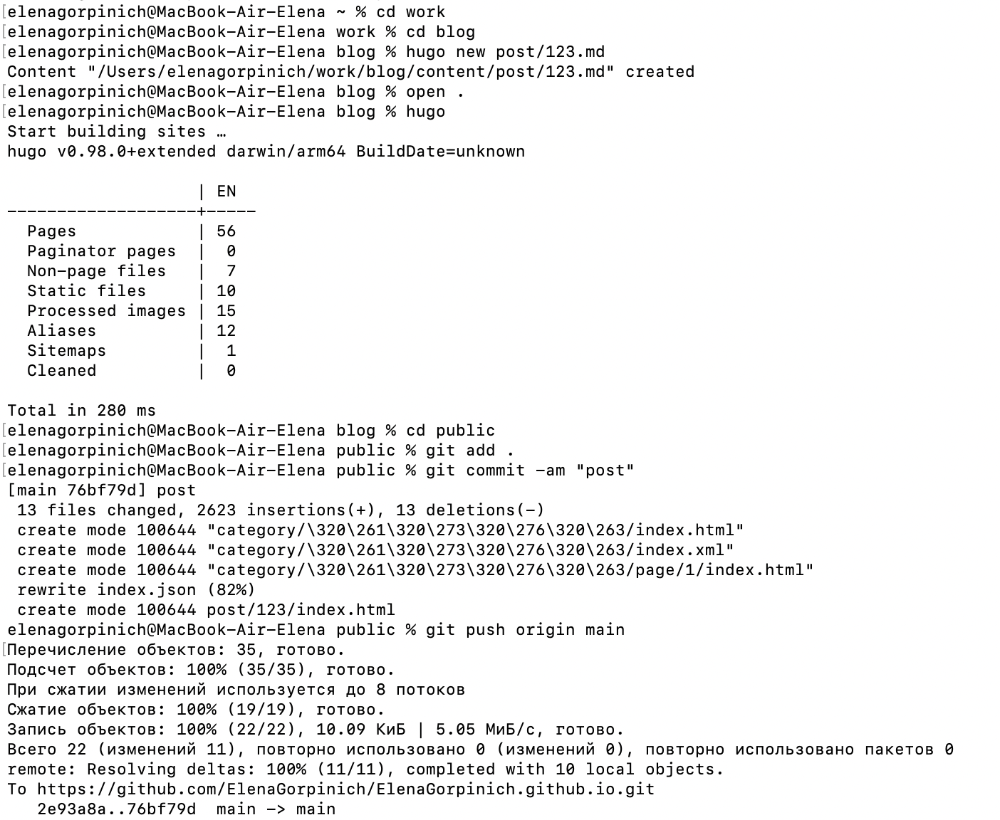 [elenagorpinich@MacBook-Air-Elena ~ % cd work
[elenagorpinich@MacBook-Air-Elena work % cd blog
[elenagorpinich@MacBook-Air-Elena blog % hugo new post/123.md
Content "/Users/elenagorpinich/work/blog/content/post/123.md" created
[elenagorpinich@MacBook-Air-Elena blog % open .
[elenagorpinich@MacBook-Air-Elena blog % hugo
Start building sites …
hugo v0.98.0+extended darwin/arm64 BuildDate=unknown

                   | EN
-------------------+-----
  Pages            | 56
  Paginator pages  |  0
  Non-page files   |  7
  Static files     | 10
  Processed images | 15
  Aliases          | 12
  Sitemaps         |  1
  Cleaned          |  0

Total in 280 ms
[elenagorpinich@MacBook-Air-Elena blog % cd public
[elenagorpinich@MacBook-Air-Elena public % git add .
[elenagorpinich@MacBook-Air-Elena public % git commit -am "post"
[main 76bf79d] post
 13 files changed, 2623 insertions(+), 13 deletions(-)
 create mode 100644 "category/\320\261\320\273\320\276\320\263/index.html"
 create mode 100644 "category/\320\261\320\273\320\276\320\263/index.xml"
 create mode 100644 "category/\320\261\320\273\320\276\320\263/page/1/index.html"
 rewrite index.json (82%)
 create mode 100644 post/123/index.html
elenagorpinich@MacBook-Air-Elena public % git push origin main
[Перечисление объектов: 35, готово.
Подсчет объектов: 100% (35/35), готово.
При сжатии изменений используется до 8 потоков
Сжатие объектов: 100% (19/19), готово.
Запись объектов: 100% (22/22), 10.09 КиБ | 5.05 МиБ/с, готово.
Всего 22 (изменений 11), повторно использовано 0 (изменений 0), повторно использовано пакетов 0
remote: Resolving deltas: 100% (11/11), completed with 10 local objects.
To https://github.com/ElenaGorpinich/ElenaGorpinich.github.io.git
   2e93a8a..76bf79d  main -> main